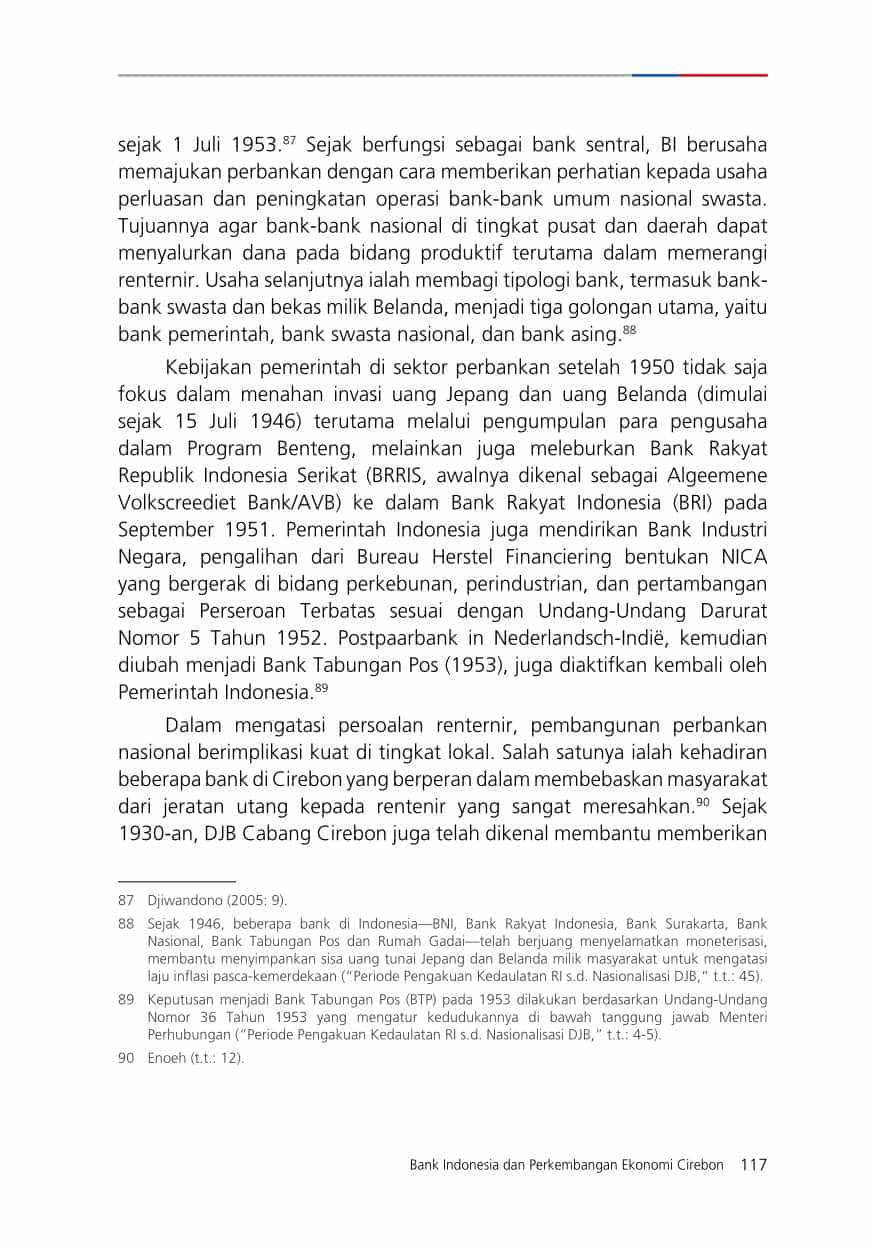 sejak 1 Juli 1953.87 Sejak berfungsi sebagai bank sentral, BI berusaha
memajukan perbankan dengan cara memberikan perhatian kepada usaha
perluasan dan peningkatan operasi bank-bank umum nasional swasta.
Tujuannya agar bank-bank nasional di tingkat pusat dan daerah dapat
menyalurkan dana pada bidang produktif terutama dalam memerangi
renternir. Usaha selanjutnya ialah membagi tipologi bank, termasuk bank-
bank swasta dan bekas milik Belanda, menjadi tiga golongan utama, yaitu
bank pemerintah, bank swasta nasional, dan bank asing.88
Kebijakan pemerintah di sektor perbankan setelah 1950 tidak saja
fokus dalam menahan invasi uang Jepang dan uang Belanda (dimulai
sejak 15 Juli 1946) terutama melalui pengumpulan para pengusaha
dalam Program Benteng, melainkan juga meleburkan Bank Rakyat
Republik Indonesia Serikat (BRRIS, awalnya dikenal sebagai Algeemene
Volkscreediet Bank/AVB) ke dalam Bank Rakyat Indonesia (BRI) pada
September 1951. Pemerintah Indonesia juga mendirikan Bank Industri
Negara, pengalihan dari Bureau Herstel Financiering bentukan NICA
yang bergerak di bidang perkebunan, perindustrian, dan pertambangan
sebagai Perseroan Terbatas sesuai dengan Undang-Undang Darurat
Nomor 5 Tahun 1952. Postpaarbank in Nederlandsch-Indië, kemudian
diubah menjadi Bank Tabungan Pos (1953), juga diaktifkan kembali oleh
Pemerintah Indonesia.89
Dalam mengatasi persoalan renternir, pembangunan perbankan
nasional berimplikasi kuat di tingkat lokal. Salah satunya ialah kehadiran
beberapa bank di Cirebon yang berperan dalam membebaskan masyarakat
dari jeratan utang kepada rentenir yang sangat meresahkan.90 Sejak
1930-an, DJB Cabang Cirebon juga telah dikenal membantu memberikan
87 Djiwandono (2005: 9).
88 Sejak 1946, beberapa bank di Indonesia—BNI, Bank Rakyat Indonesia, Bank Surakarta, Bank
Nasional, Bank Tabungan Pos dan Rumah Gadai—telah berjuang menyelamatkan moneterisasi,
membantu menyimpankan sisa uang tunai Jepang dan Belanda milik masyarakat untuk mengatasi
laju inflasi pasca-kemerdekaan (“Periode Pengakuan Kedaulatan RI s.d. Nasionalisasi DJB,” t.t.: 45).
89 Keputusan menjadi Bank Tabungan Pos (BTP) pada 1953 dilakukan berdasarkan Undang-Undang
Nomor 36 Tahun 1953 yang mengatur kedudukannya di bawah tanggung jawab Menteri
Perhubungan (“Periode Pengakuan Kedaulatan RI s.d. Nasionalisasi DJB,” t.t.: 4-5).
90 Enoeh (t.t.: 12).
Bank Indonesia dan Perkembangan Ekonomi Cirebon 117